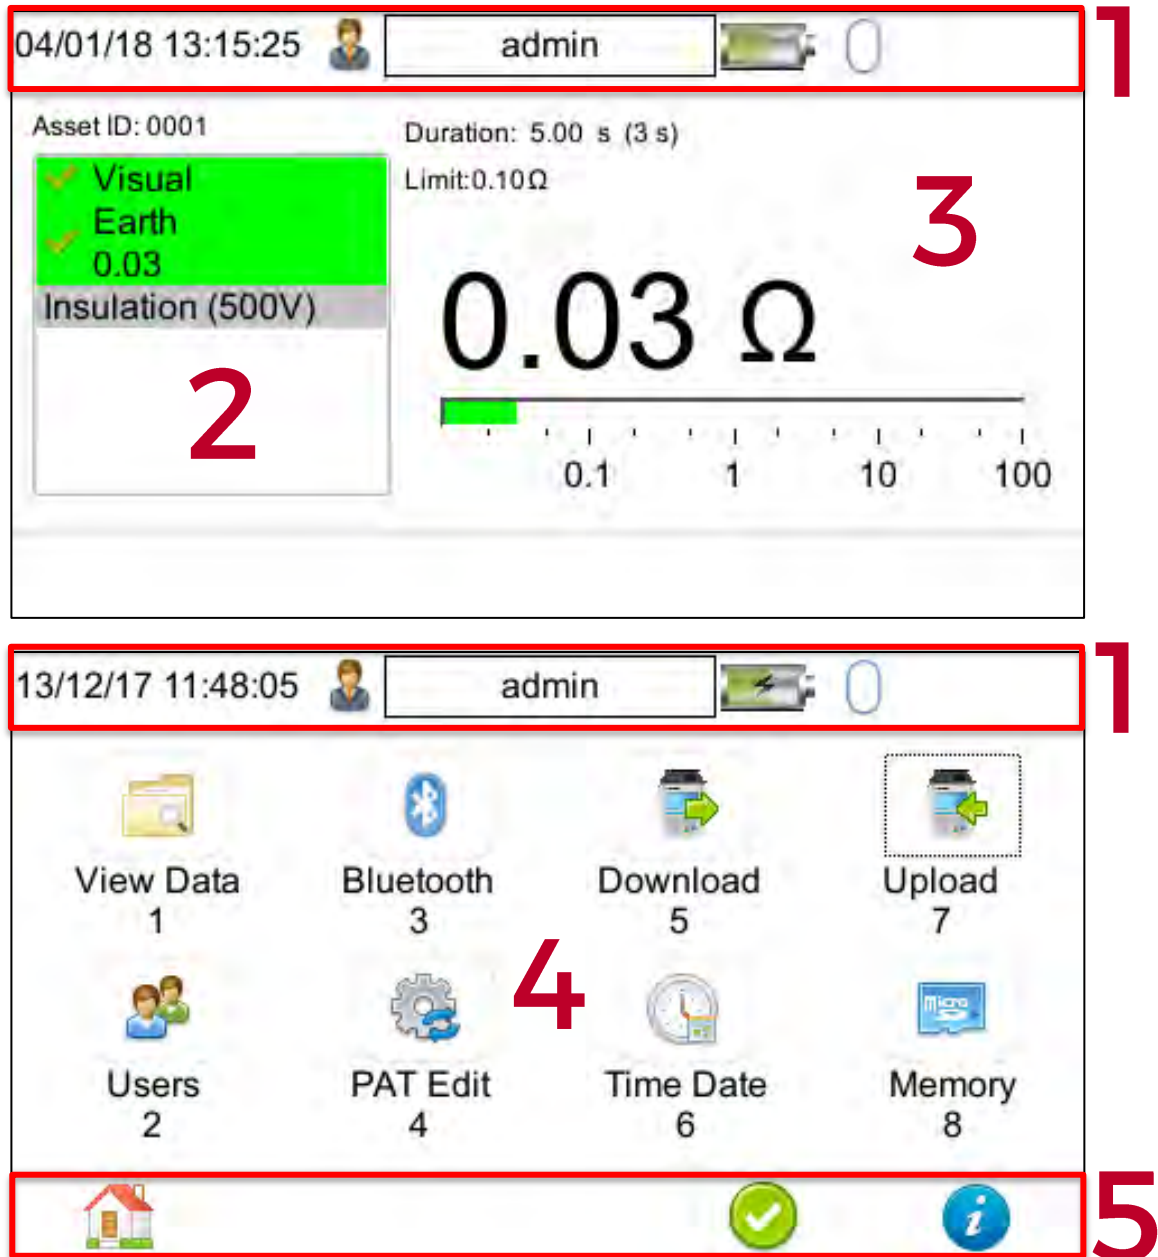 04/01/18 13:15:25 admin
1
Asset ID: 0001
Duration: 5.00 s (3 s)
Visual
Limit:0.10Ω
3
Earth
0.03
Insulation (500V)
0.03 Ω
2
0.1 1 10 100
13/12/17 11:48:05 admin
1
View Data Bluetooth Download Upload
1 3 5 7
4
micro
Users PAT Edit Time Date Memory
2 4 6 8
i
5